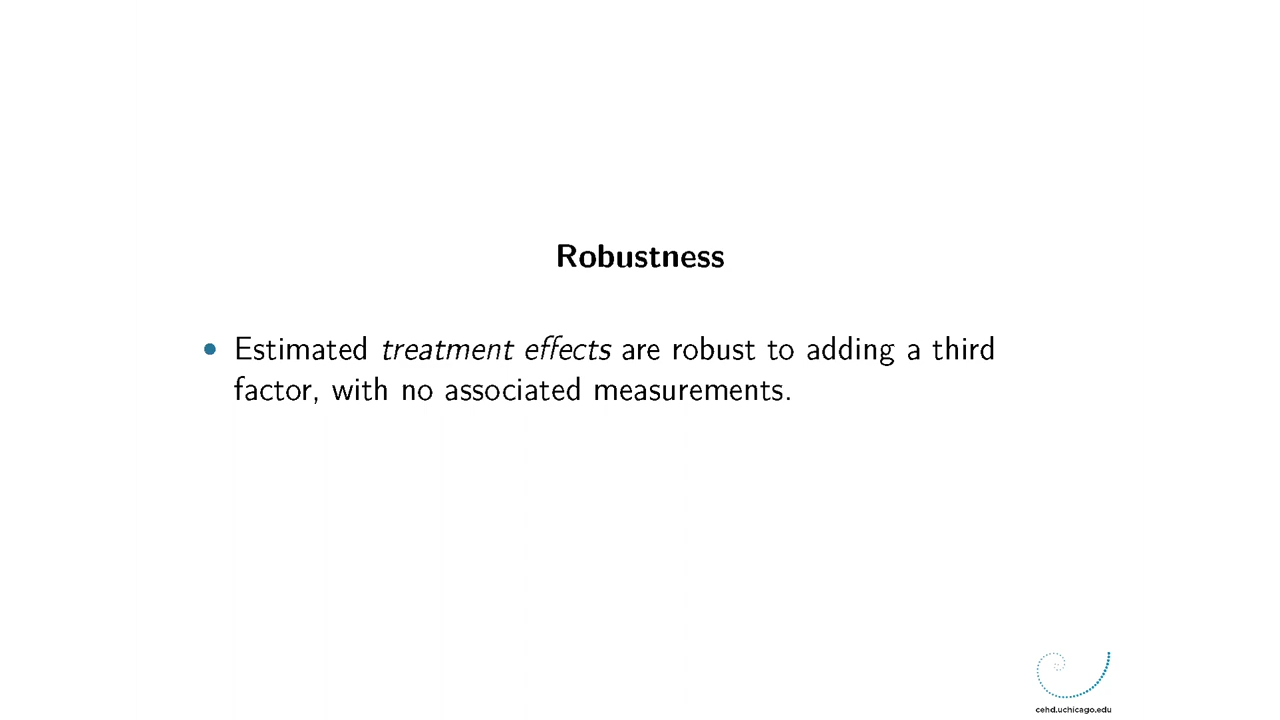 Robustness
• Estimated treatment effects are robust to adding a third
factor, with no associated measurements.
cehd.uchicago.edu